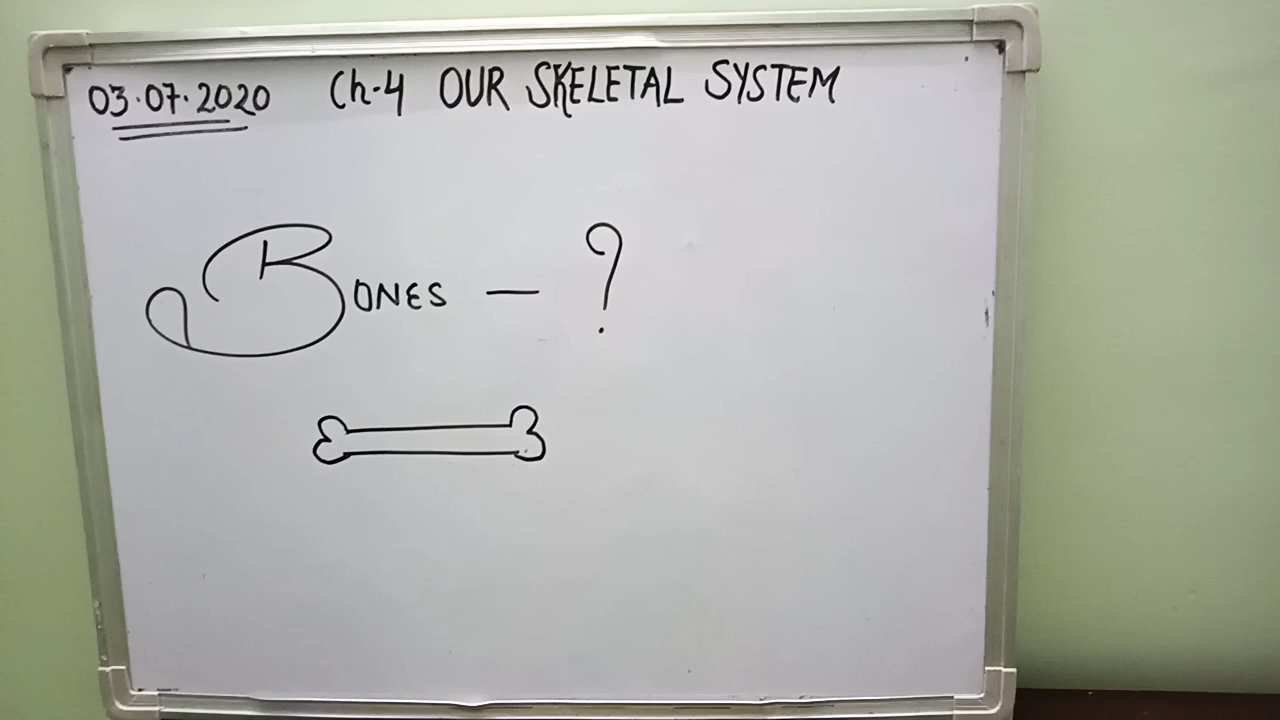 03.07.2020 Ch-4 OUR SKELETAL SYSTEM
BONES — ?